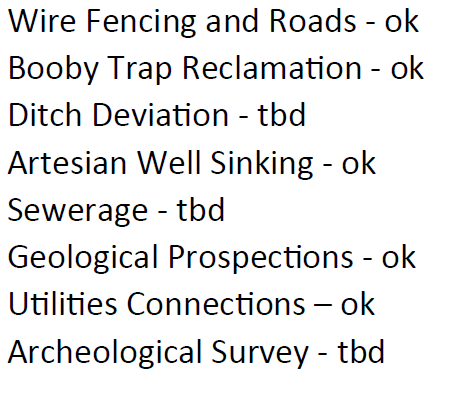 Wire Fencing and Roads - ok
Booby Trap Reclamation - ok
Ditch Deviation - tbd
Artesian Well Sinking - ok
Sewerage - tbd
Geological Prospections - ok
Utilities Connections – ok
Archeological Survey - tbd